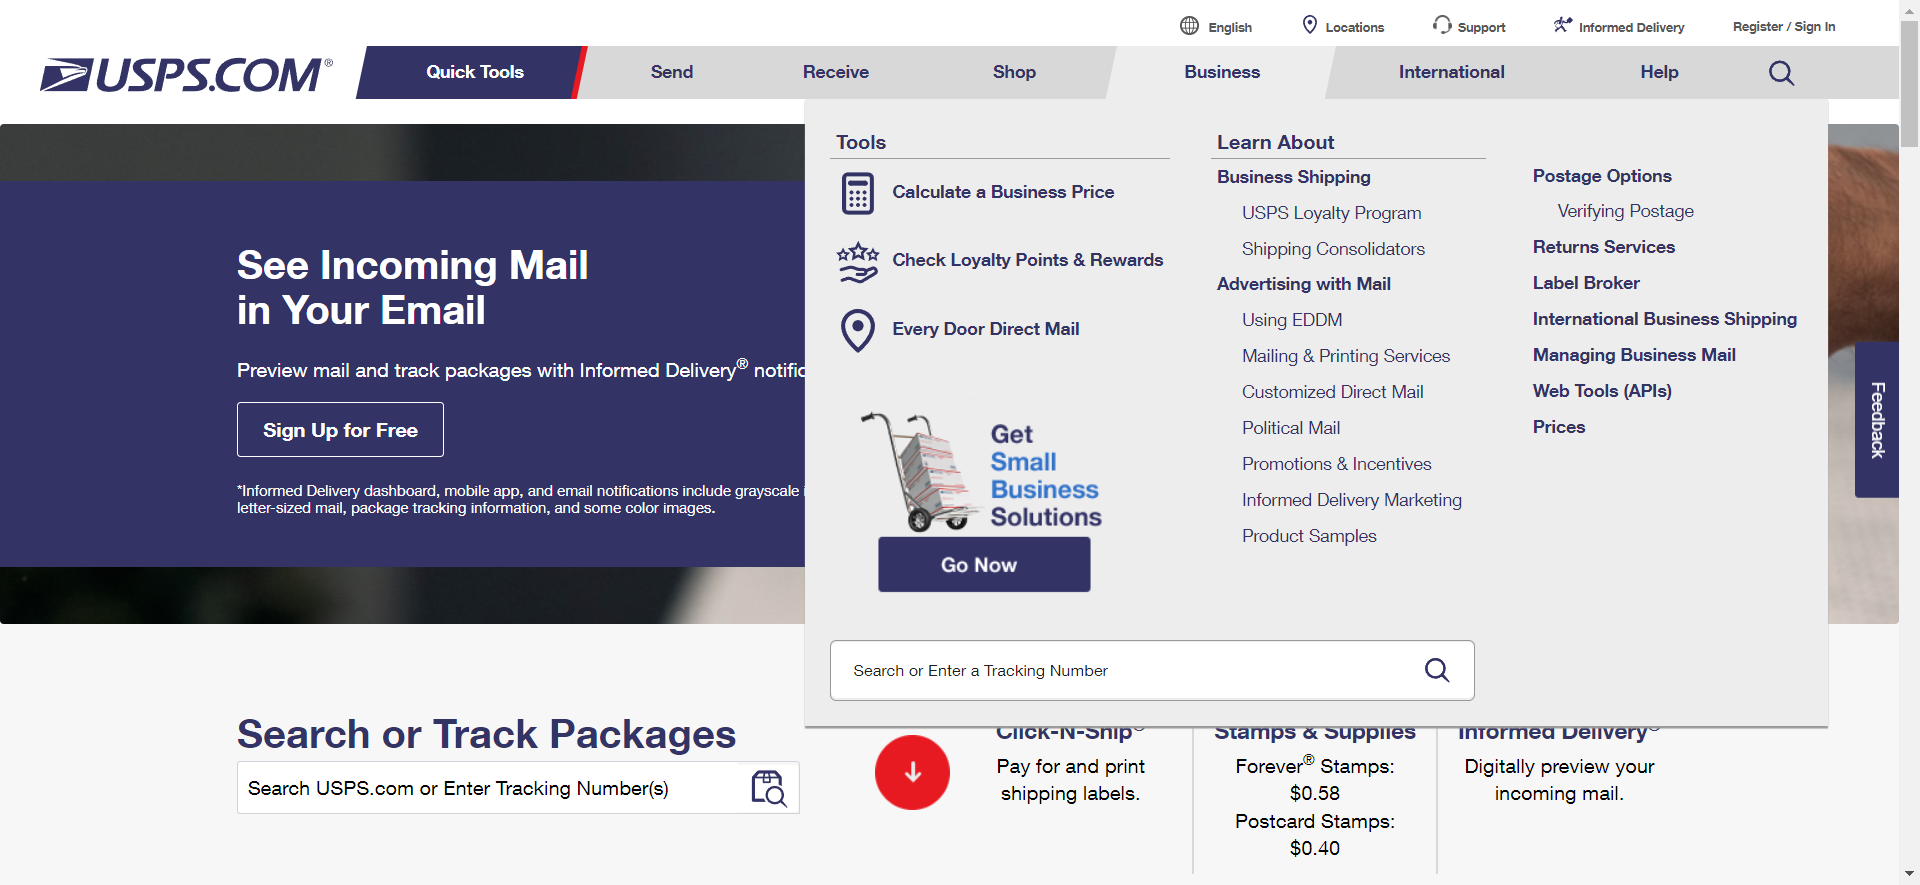 English
Locations
Support
Informed Delivery
Register / Sign In
USPS.COM®
Quick Tools
Send
Receive
Shop
Business
International
Help
Tools
Calculate a Business Price
Check Loyalty Points & Rewards
Every Door Direct Mail
Get
Small
Business
Solutions
Go Now
Learn About
Business Shipping
USPS Loyalty Program
Shipping Consolidators
Advertising with Mail
Using EDDM
Mailing & Printing Services
Customized Direct Mail
Political Mail
Promotions & Incentives
Informed Delivery Marketing
Product Samples
Postage Options
Verifying Postage
Returns Services
Label Broker
International Business Shipping
Managing Business Mail
Web Tools (APIs)
Prices
Search or Enter a Tracking Number
See Incoming Mail
in Your Email
Preview mail and track packages with Informed Delivery®
Sign Up for Free
*Informed Delivery dashboard, mobile app, and email notifications include grayscale
letter-sized mail, package tracking information, and some color images.
Feedback
Search or Track Packages
Search USPS.com or Enter Tracking Number(s)
Click-N-Ship®
Pay for and print
shipping labels.
Stamps & Supplies
Forever® Stamps:
$0.58
Postcard Stamps:
$0.40
Informed Delivery®
Digitally preview your
incoming mail.